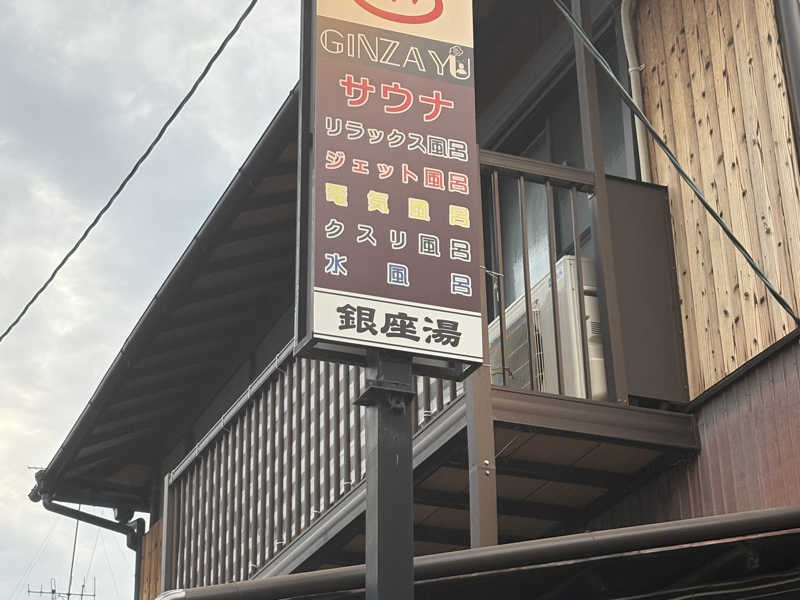 GINZAYU
サウナ
リラックス風呂
ジェット風呂
電気風呂
クスリ風呂
水風呂
銀座湯